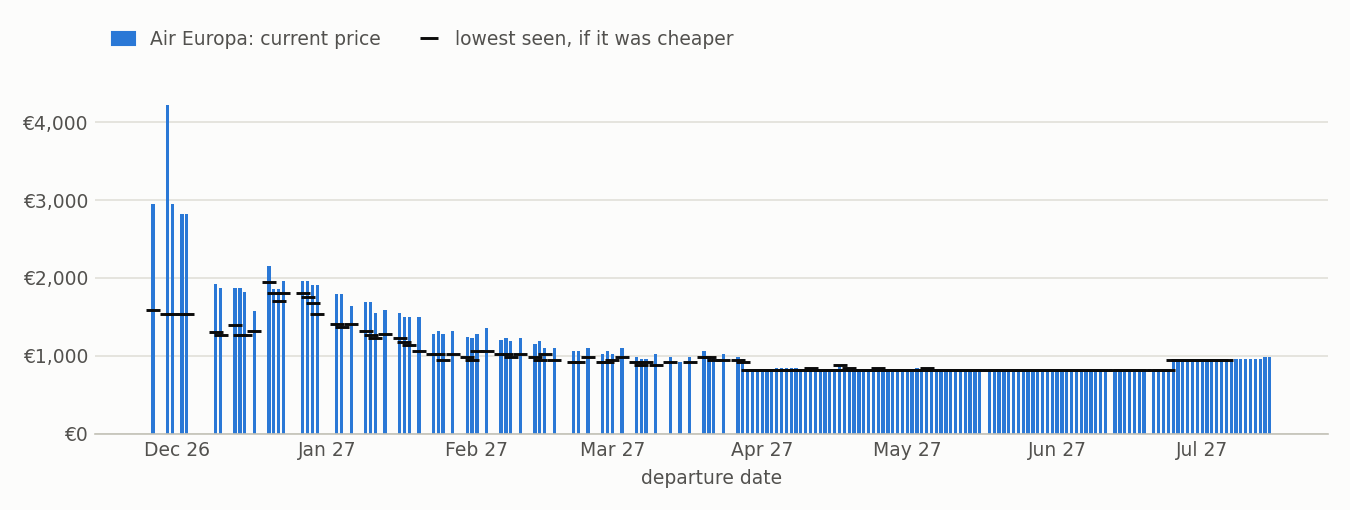 Air Europa: current price
lowest seen, if it was cheaper
€4,000
€3,000
€2,000
€1,000
€0
Dec 26 Jan 27 Feb 27 Mar 27 Apr 27 May 27 Jun 27 Jul 27
departure date